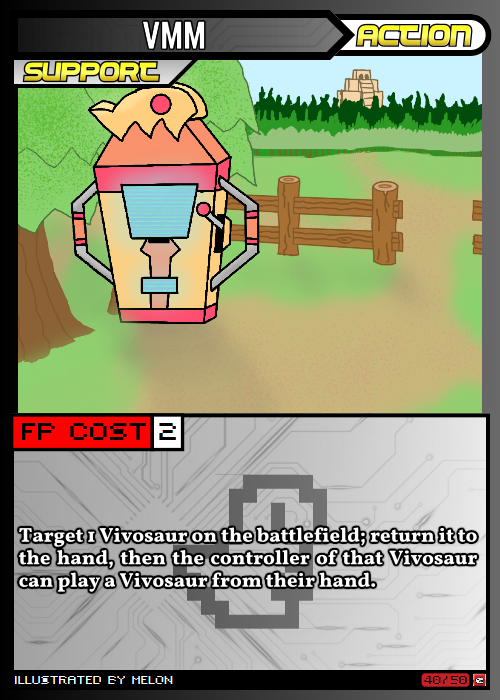 VMM
ACTION
SUPPORT
FP COST 2
Target 1 Vivosaur on the battlefield; return it to
the hand, then the controller of that Vivosaur
can play a Vivosaur from their hand.
ILLUSTRATED BY MELON
40/50